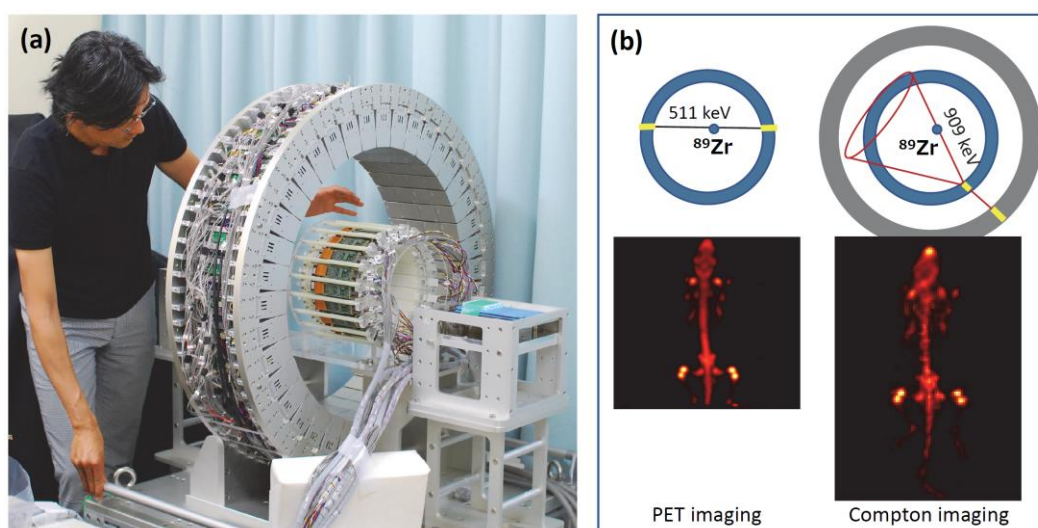 (a)
(b)
511 keV
⁸⁹Zr
909 keV
⁸⁹Zr
PET imaging
Compton imaging